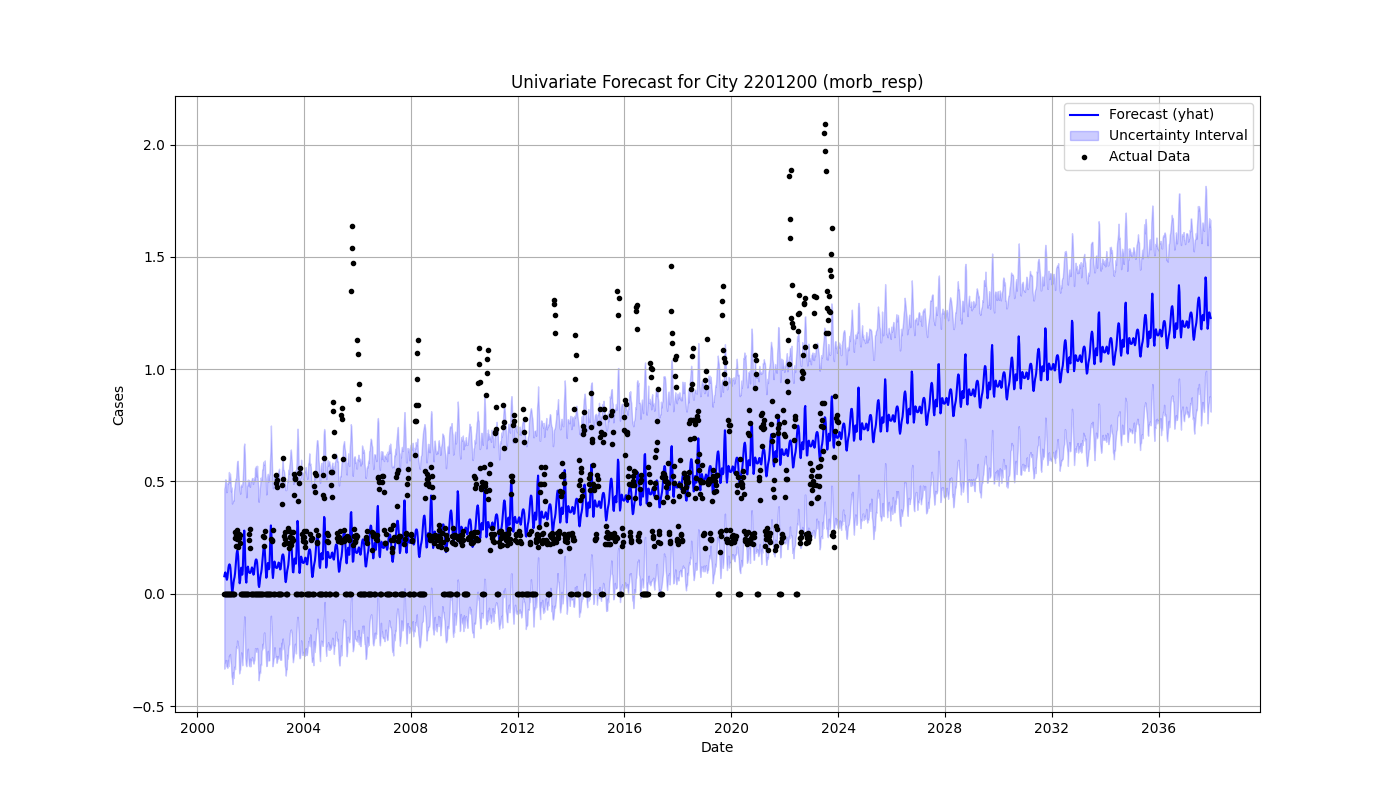 Univariate Forecast for City 2201200 (morb_resp)
Forecast (yhat)
Uncertainty Interval
Actual Data
Cases
2.0
1.5
1.0
0.5
0.0
−0.5
2000 2004 2008 2012 2016 2020 2024 2028 2032 2036
Date